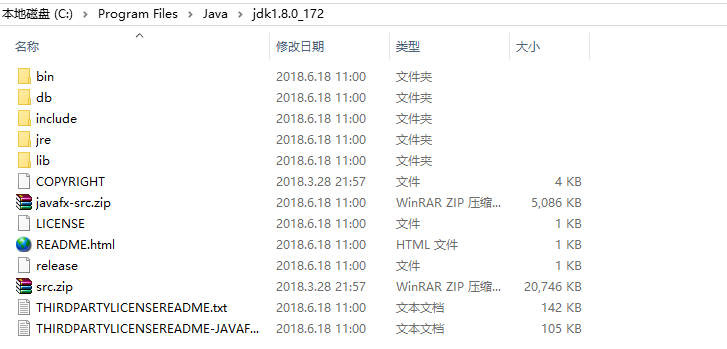 本地磁盘 (C:) > Program Files > Java > jdk1.8.0_172
名称 修改日期 类型 大小
bin 2018.6.18 11:00 文件夹
db 2018.6.18 11:00 文件夹
include 2018.6.18 11:00 文件夹
jre 2018.6.18 11:00 文件夹
lib 2018.6.18 11:00 文件夹
COPYRIGHT 2018.3.28 21:57 文件 4 KB
javafx-src.zip 2018.6.18 11:00 WinRAR ZIP 压缩... 5,086 KB
LICENSE 2018.6.18 11:00 文件 1 KB
README.html 2018.6.18 11:00 HTML 文件 1 KB
release 2018.6.18 11:00 文件 1 KB
src.zip 2018.3.28 21:57 WinRAR ZIP 压缩... 20,746 KB
THIRDPARTYLICENSEREADME.txt 2018.6.18 11:00 文本文档 142 KB
THIRDPARTYLICENSEREADME-JAVAF... 2018.6.18 11:00 文本文档 105 KB